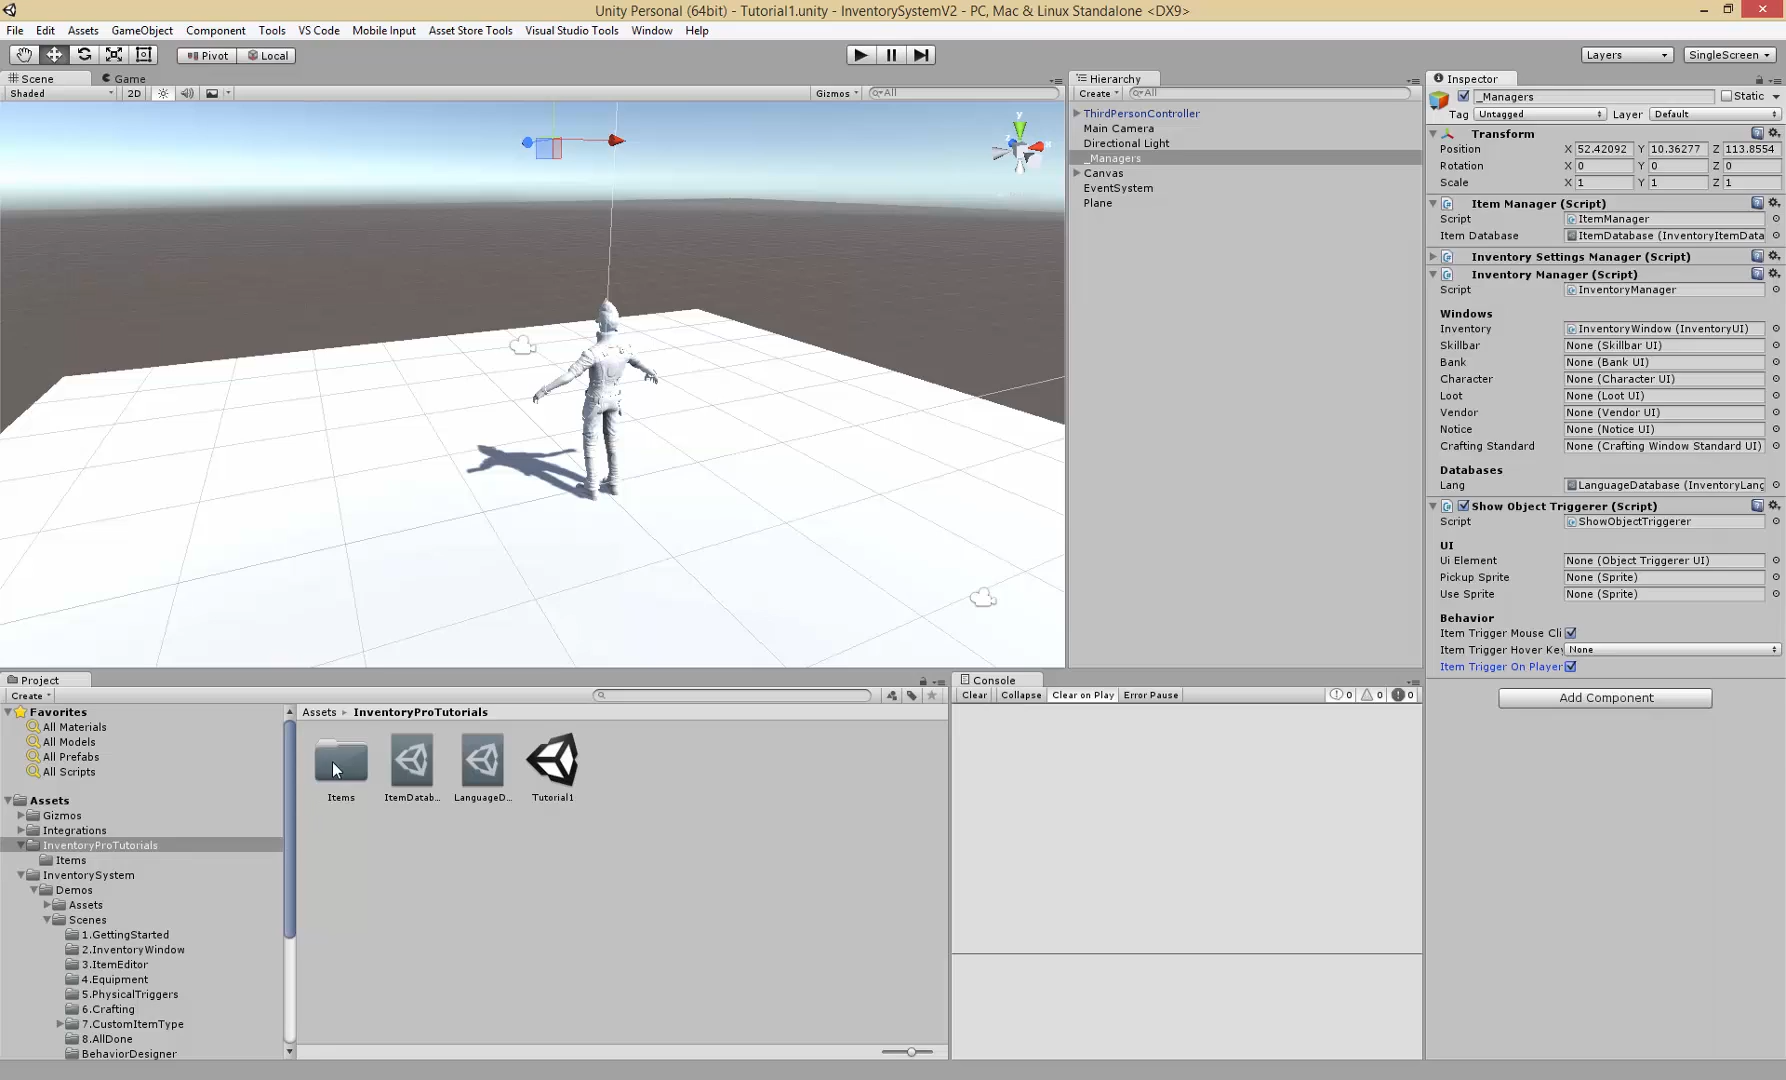 Unity Personal (64bit) - Tutorial1.unity - InventorySystemV2 - PC, Mac & Linux Standalone <DX9>
File Edit Assets GameObject Component Tools VS Code Mobile Input Asset Store Tools Visual Studio Tools Window Help
Pivot Local Layers SingleScreen
Scene Game
Shaded 2D Gizmos All
y
Hierarchy
Create All
ThirdPersonController
Main Camera
Directional Light
_Managers
Canvas
EventSystem
Plane
Inspector
_Managers Static
Tag Untagged Layer Default
Transform
Position X 52.42092 Y 10.36277 Z 113.8554
Rotation X 0 Y 0 Z 0
Scale X 1 Y 1 Z 1
Item Manager (Script)
Script ItemManager
Item Database ItemDatabase (InventoryItemData
Inventory Settings Manager (Script)
Inventory Manager (Script)
Script InventoryManager
Windows
Inventory InventoryWindow (InventoryUI)
Skillbar None (Skillbar UI)
Bank None (Bank UI)
Character None (Character UI)
Loot None (Loot UI)
Vendor None (Vendor UI)
Notice None (Notice UI)
Crafting Standard None (Crafting Window Standard UI)
Databases
Lang LanguageDatabase (InventoryLang
Show Object Triggerer (Script)
Script ShowObjectTriggerer
UI
Ui Element None (Object Triggerer UI)
Pickup Sprite None (Sprite)
Use Sprite None (Sprite)
Behavior
Item Trigger Mouse Cli
Item Trigger Hover Key None
Item Trigger On Player
Add Component
Project
Create
Favorites
All Materials
All Models
All Prefabs
All Scripts
Assets
Gizmos
Integrations
InventoryProTutorials
Items
InventorySystem
Demos
Assets
Scenes
1.GettingStarted
2.InventoryWindow
3.ItemEditor
4.Equipment
5.PhysicalTriggers
6.Crafting
7.CustomItemType
8.AllDone
BehaviorDesigner
Assets InventoryProTutorials
Items ItemDatab... LanguageD... Tutorial1
Console
Clear Collapse Clear on Play Error Pause 0 0 0